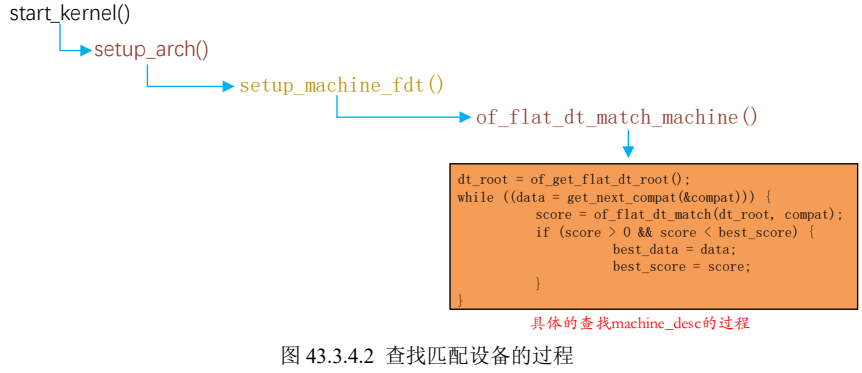 start_kernel()
setup_arch()
setup_machine_fdt()
of_flat_dt_match_machine()
dt_root = of_get_flat_dt_root();
while ((data = get_next_compat(&compat))) {
score = of_flat_dt_match(dt_root, compat);
if (score > 0 && score < best_score) {
best_data = data;
best_score = score;
}
}
具体的查找machine_desc的过程
图 43.3.4.2 查找匹配设备的过程